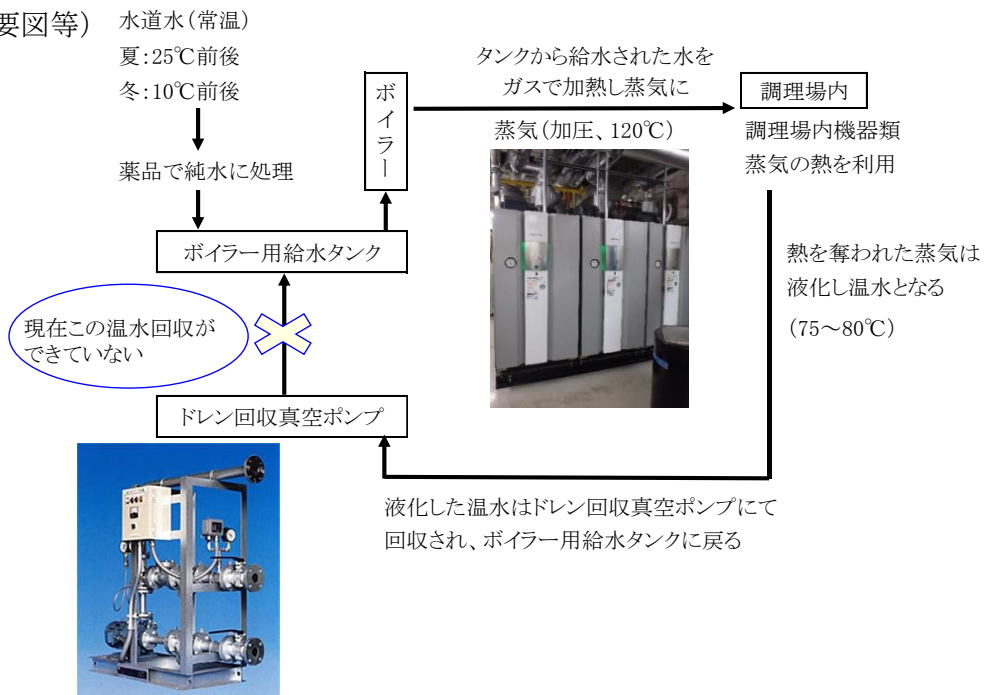 要図等)
水道水(常温)
夏:25℃前後
冬:10℃前後
薬品で純水に処理
ボイラー用給水タンク
ボイラー
タンクから給水された水を
ガスで加熱し蒸気に
蒸気(加圧、120℃)
調理場内
調理場内機器類
蒸気の熱を利用
熱を奪われた蒸気は
液化し温水となる
(75～80℃)
現在この温水回収が
できていない
ドレン回収真空ポンプ
液化した温水はドレン回収真空ポンプにて
回収され、ボイラー用給水タンクに戻る